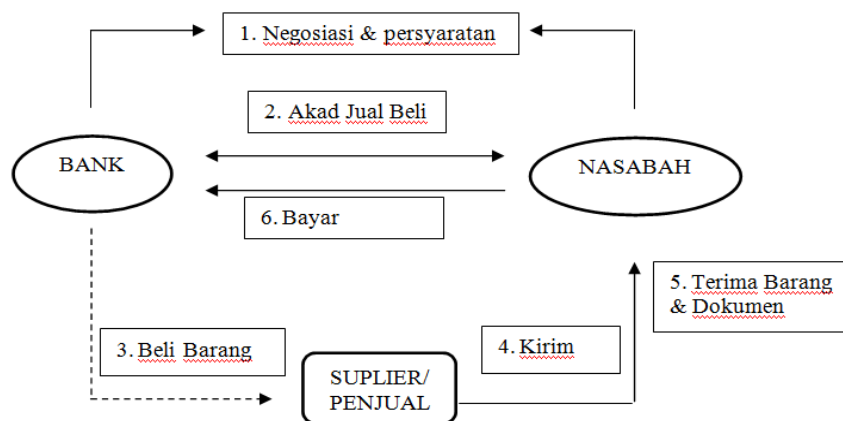 1. Negosiasi & persyaratan
2. Akad Jual Beli
BANK
NASABAH
6. Bayar
5. Terima Barang
& Dokumen
3. Beli Barang
4. Kirim
SUPLIER/
PENJUAL